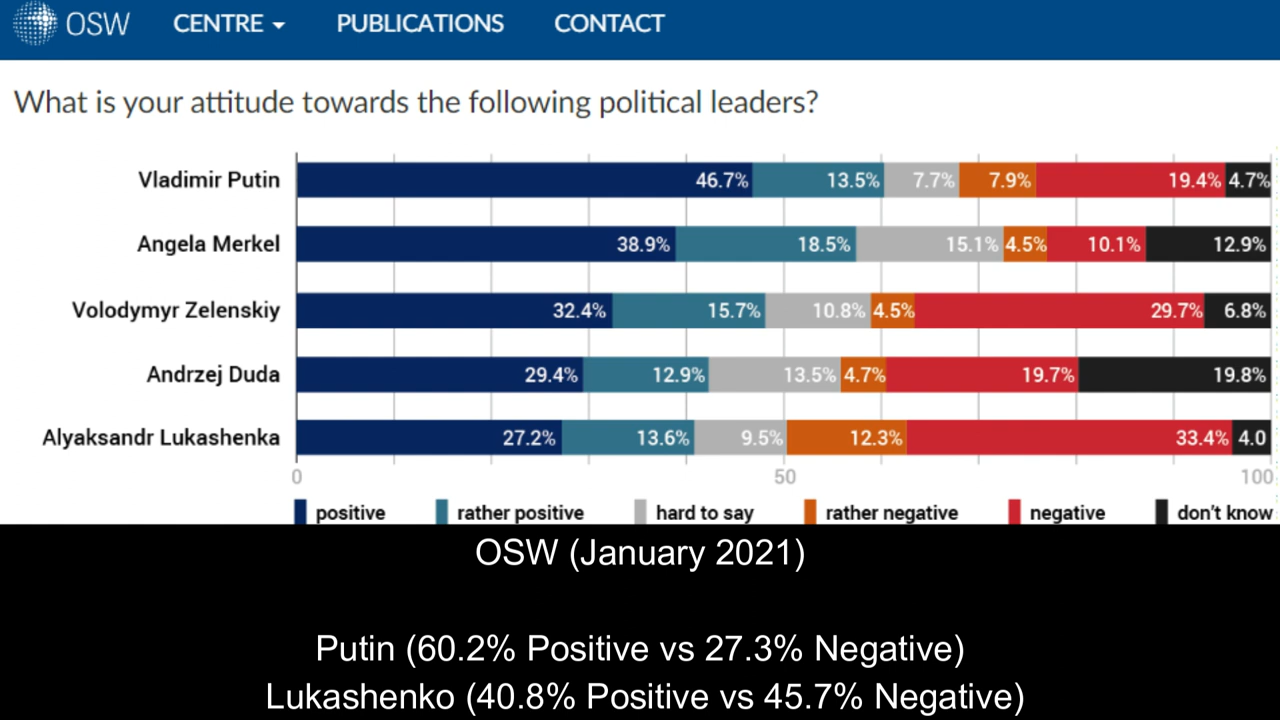 OSW CENTRE PUBLICATIONS CONTACT
What is your attitude towards the following political leaders?
Vladimir Putin 46.7% 13.5% 7.7% 7.9% 19.4% 4.7%
Angela Merkel 38.9% 18.5% 15.1% 4.5% 10.1% 12.9%
Volodymyr Zelenskiy 32.4% 15.7% 10.8% 4.5% 29.7% 6.8%
Andrzej Duda 29.4% 12.9% 13.5% 4.7% 19.7% 19.8%
Alyaksandr Lukashenka 27.2% 13.6% 9.5% 12.3% 33.4% 4.0
0 50 100
positive rather positive hard to say rather negative negative don't know
OSW (January 2021)
Putin (60.2% Positive vs 27.3% Negative)
Lukashenko (40.8% Positive vs 45.7% Negative)